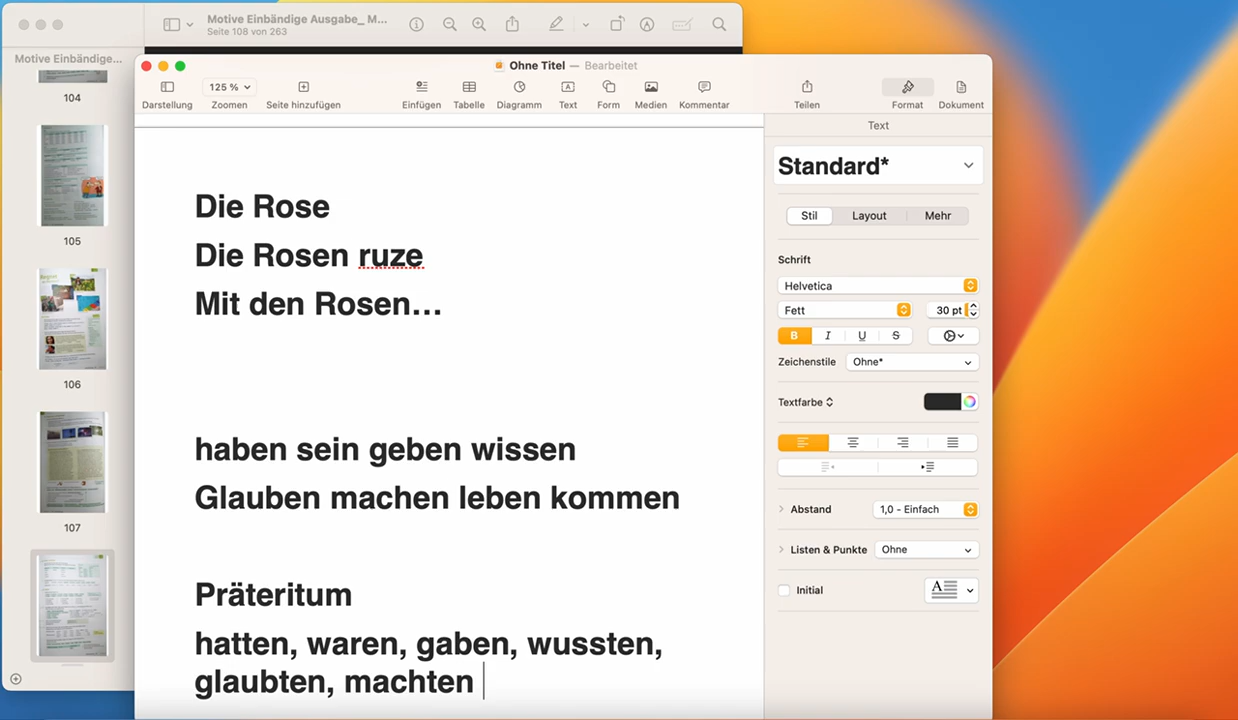 Motive Einbändige Ausgabe_ M...
Seite 108 von 263
Motive Einbändige...
104
105
106
107
Ohne Titel — Bearbeitet
125 %
Darstellung
Zoomen
Seite hinzufügen
Einfügen
Tabelle
Diagramm
Text
Form
Medien
Kommentar
Teilen
Format
Dokument
Die Rose
Die Rosen ruze
Mit den Rosen...
haben sein geben wissen
Glauben machen leben kommen
Präteritum
hatten, waren, gaben, wussten,
glaubten, machten
Text
Standard*
Stil
Layout
Mehr
Schrift
Helvetica
Fett
30 pt
B I U S
Zeichenstile
Ohne*
Textfarbe
Abstand
1,0 - Einfach
Listen & Punkte
Ohne
Initial